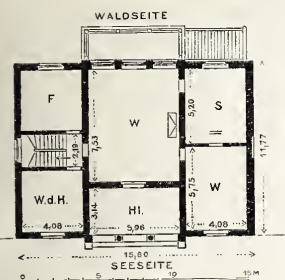 WALDSEITE
F
W
S
5,20
2,19
7,53
11,77
W.d.H.
3,14
Hl.
5,75
W
4,08
5,96
4,08
15,80
SEESEITE
0 5 10 15M